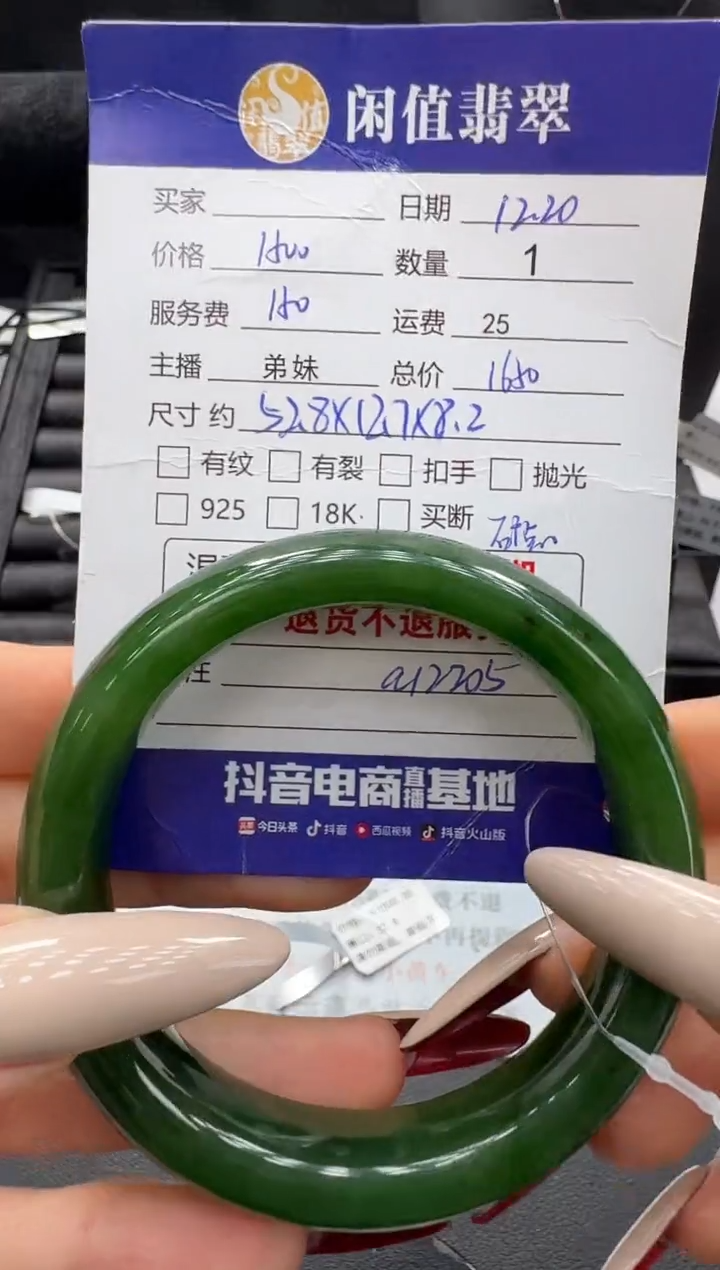 闲值翡翠
买家 日期 12.20
价格 1500 数量 1
服务费 150 运费 25
主播 弟妹 总价 1650
尺寸 约 52.8X12.7X8.2
有纹 有裂 扣手 抛光
925 18K 买断
退货不退服
注 a12205
抖音电商直播基地
今日头条 抖音 西瓜视频 抖音火山版